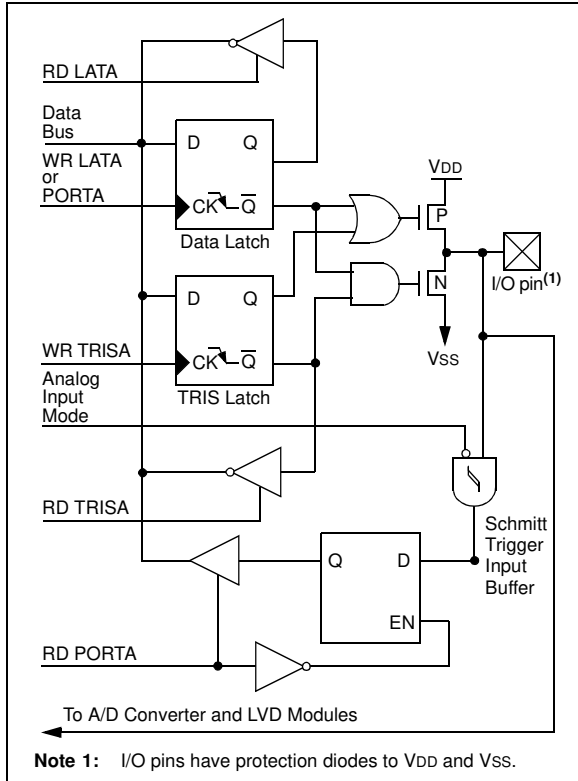 RD LATA
Data
Bus
D Q
WR LATA
or
PORTA
CK Q
Data Latch
VDD
P
I/O pin(1)
N
VSS
D Q
WR TRISA
CK Q
TRIS Latch
Analog
Input
Mode
RD TRISA
Schmitt
Trigger
Input
Buffer
Q D
EN
RD PORTA
To A/D Converter and LVD Modules
Note 1: I/O pins have protection diodes to VDD and VSS.